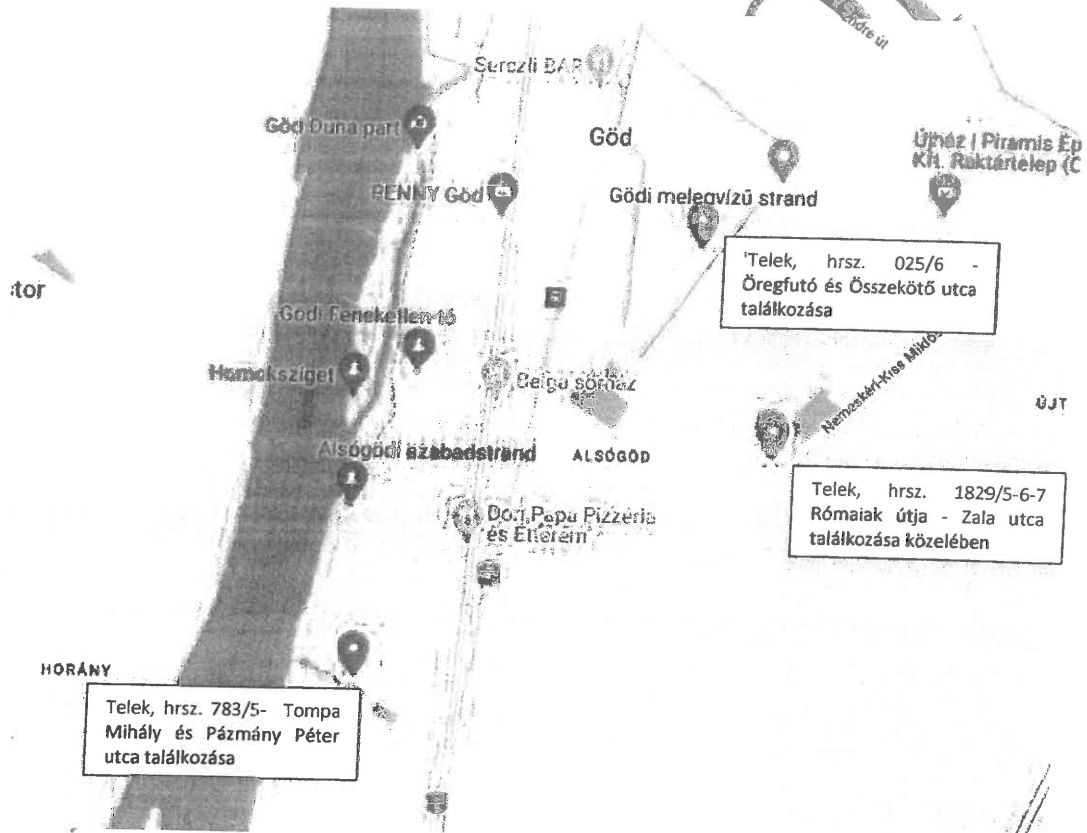 Serezli BAR
Göd Duna part
Göd
Újház | Piramis Ép
Kft. Raktártelep (C
PENNY Göd
Gödi melegvízű strand
'Telek, hrsz. 025/6 -
Öregfutó és Összekötő utca
találkozása
tor
Gödi Feneketlen-tó
Homoksziget
Belga söröáz
Nemeskéri-Kiss Miklós
ÚJT
Alsógödi szabadstrand
ALSÓGÖD
Telek, hrsz. 1829/5-6-7
Rómaiak útja - Zala utca
találkozása közelében
Don Papa Pizzéria
és Étterem
HORÁNY
Telek, hrsz. 783/5- Tompa
Mihály és Pázmány Péter
utca találkozása